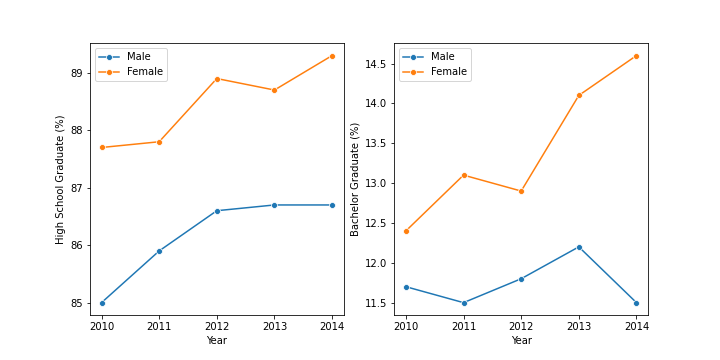 Male
Female
High School Graduate (%)
89
88
87
86
85
2010 2011 2012 2013 2014
Year
Male
Female
Bachelor Graduate (%)
14.5
14.0
13.5
13.0
12.5
12.0
11.5
2010 2011 2012 2013 2014
Year